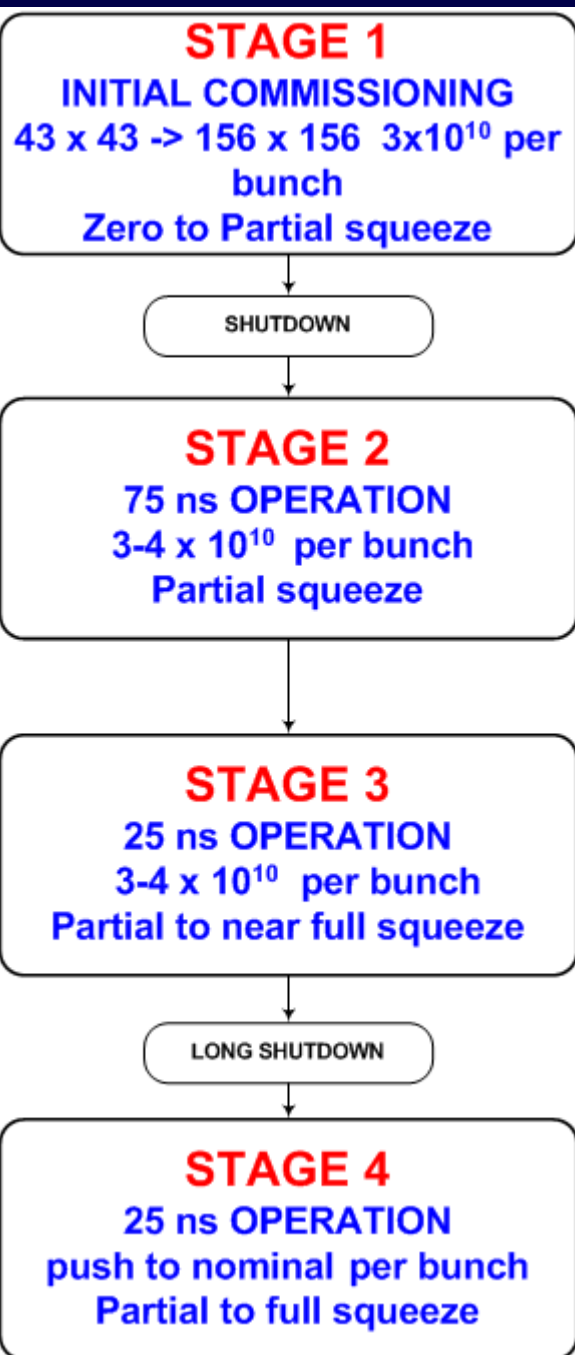 STAGE 1
INITIAL COMMISSIONING
43 x 43 -> 156 x 156 3x10¹⁰ per
bunch
Zero to Partial squeeze
SHUTDOWN
STAGE 2
75 ns OPERATION
3-4 x 10¹⁰ per bunch
Partial squeeze
STAGE 3
25 ns OPERATION
3-4 x 10¹⁰ per bunch
Partial to near full squeeze
LONG SHUTDOWN
STAGE 4
25 ns OPERATION
push to nominal per bunch
Partial to full squeeze